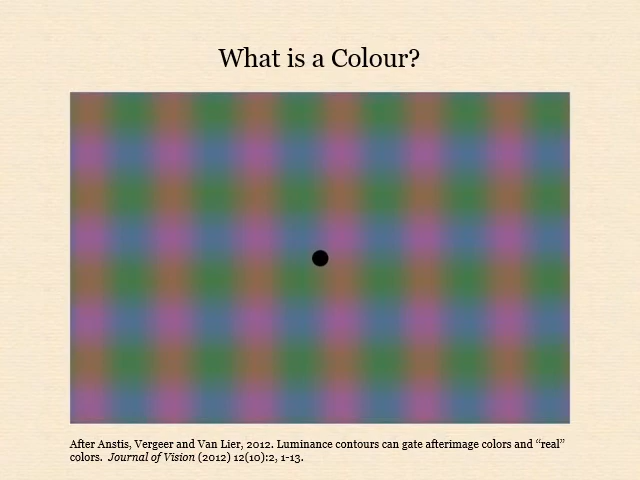 What is a Colour?
After Anstis, Vergeer and Van Lier, 2012. Luminance contours can gate afterimage colors and “real”
colors. Journal of Vision (2012) 12(10):2, 1-13.